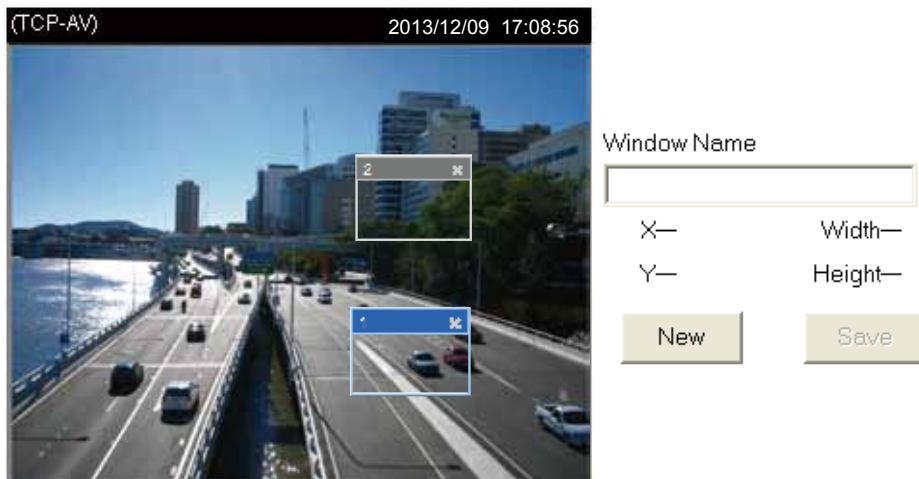 (TCP-AV) 2013/12/09 17:08:56
Window Name
2
X— Width—
Y— Height—
1
New Save